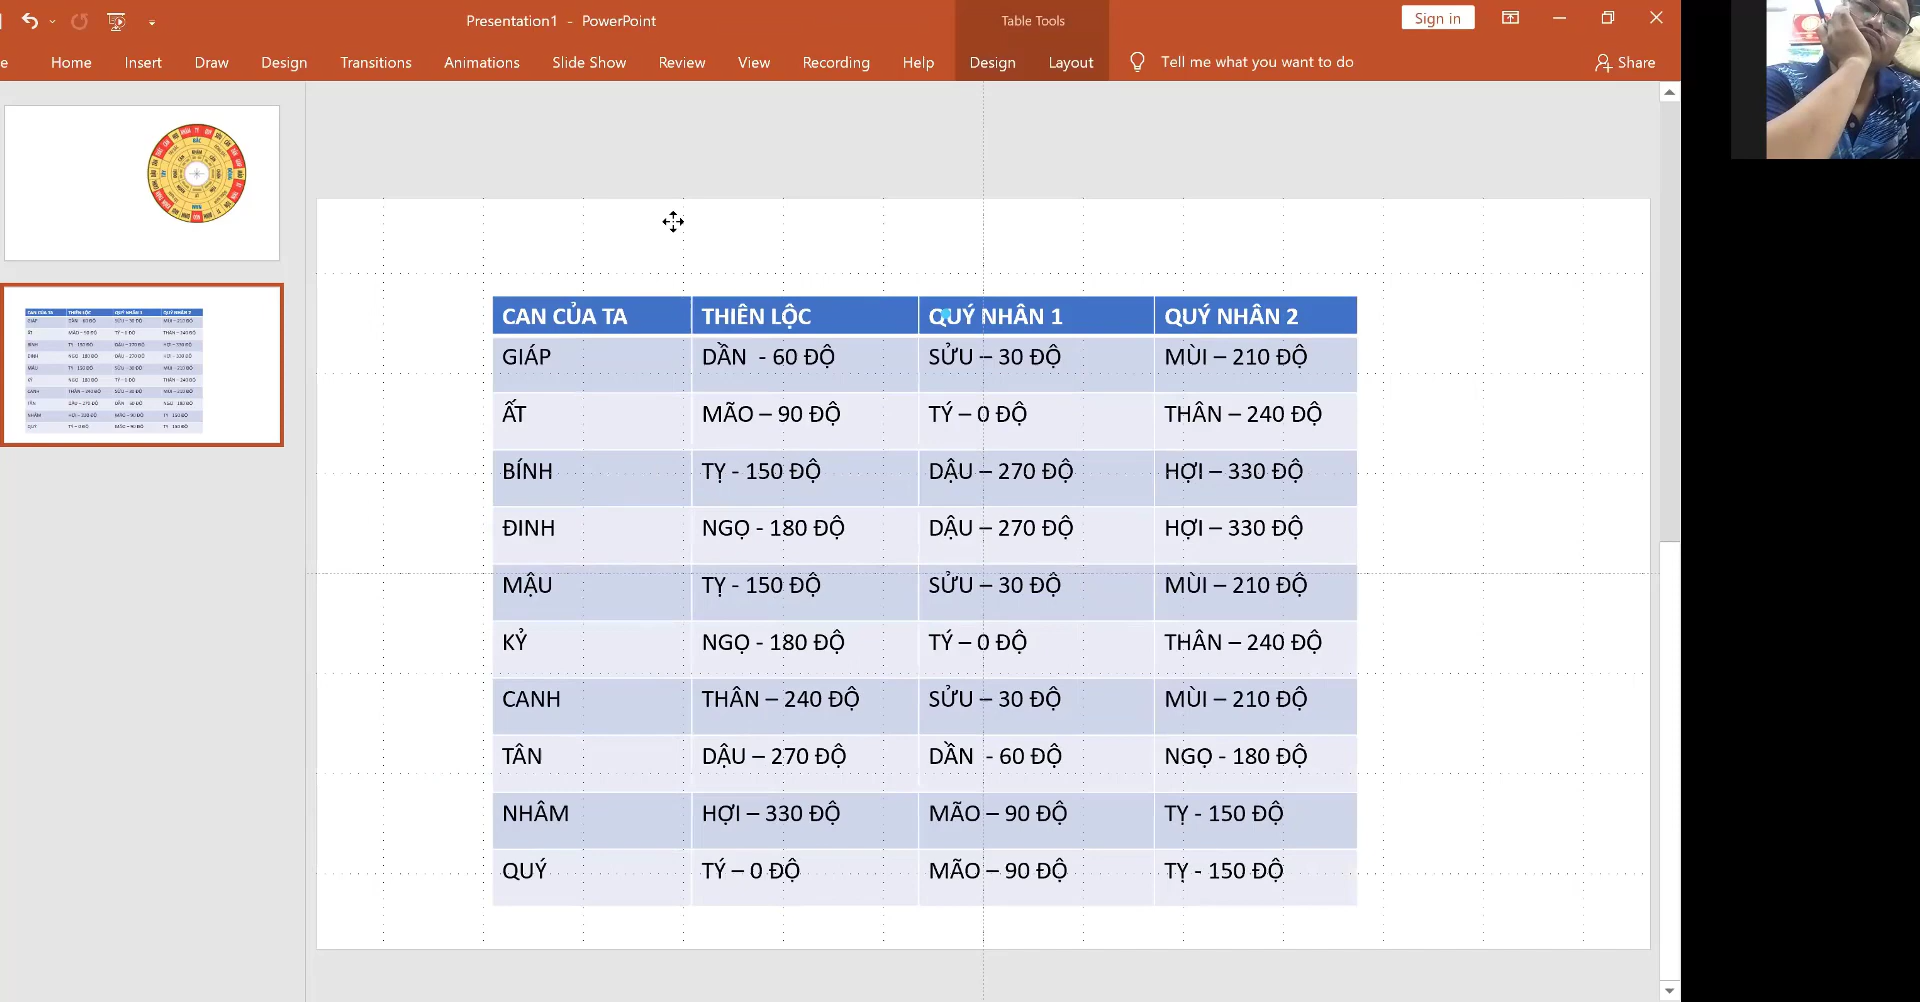 Presentation1 - PowerPoint
Table Tools
Sign in
e Home Insert Draw Design Transitions Animations Slide Show Review View Recording Help Design Layout Tell me what you want to do Share
CAN CỦA TA THIÊN LỘC QUÝ NHÂN 1 QUÝ NHÂN 2
GIÁP DẦN - 60 ĐỘ SỬU – 30 ĐỘ MÙI – 210 ĐỘ
ẤT MÃO – 90 ĐỘ TÝ – 0 ĐỘ THÂN – 240 ĐỘ
BÍNH TỴ - 150 ĐỘ DẬU – 270 ĐỘ HỢI – 330 ĐỘ
ĐINH NGỌ - 180 ĐỘ DẬU – 270 ĐỘ HỢI – 330 ĐỘ
MẬU TỴ - 150 ĐỘ SỬU – 30 ĐỘ MÙI – 210 ĐỘ
KỶ NGỌ - 180 ĐỘ TÝ – 0 ĐỘ THÂN – 240 ĐỘ
CANH THÂN – 240 ĐỘ SỬU – 30 ĐỘ MÙI – 210 ĐỘ
TÂN DẬU – 270 ĐỘ DẦN - 60 ĐỘ NGỌ - 180 ĐỘ
NHÂM HỢI – 330 ĐỘ MÃO – 90 ĐỘ TỴ - 150 ĐỘ
QUÝ TÝ – 0 ĐỘ MÃO – 90 ĐỘ TỴ - 150 ĐỘ